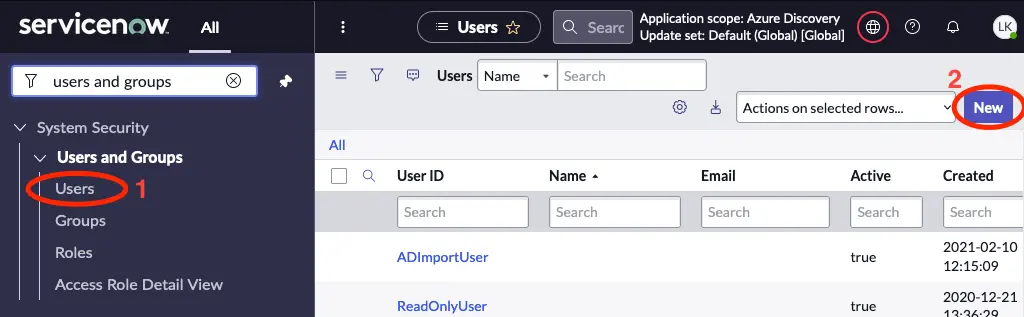 servicenow
All
Users
Searc
Application scope: Azure Discovery
Update set: Default (Global) [Global]
LK
users and groups
System Security
Users and Groups
Users 1
Groups
Roles
Access Role Detail View
Users Name Search
2
Actions on selected rows... New
All
User ID Name Email Active Created
Search Search Search Search Search
ADImportUser true 2021-02-10
12:15:09
ReadOnlyUser true 2020-12-21
13:36:29